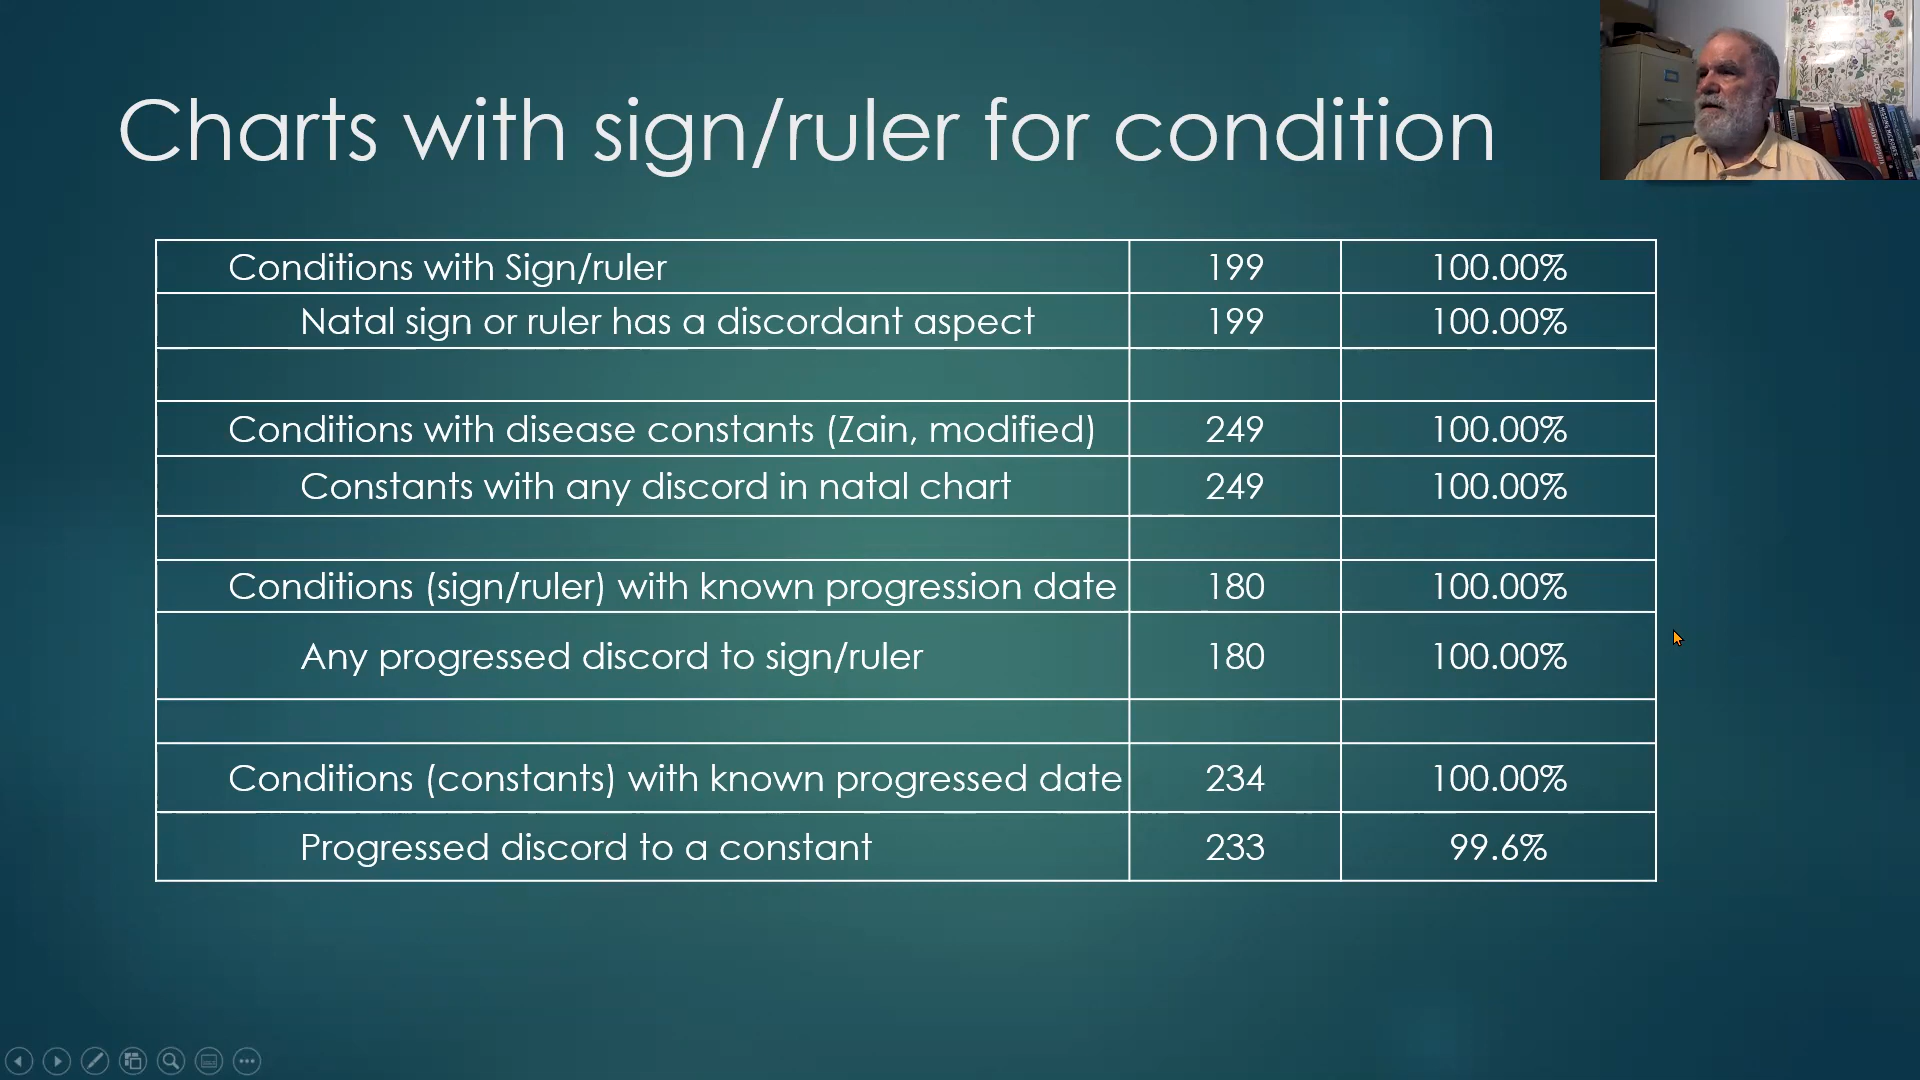 Charts with sign/ruler for condition
Conditions with Sign/ruler 199 100.00%
Natal sign or ruler has a discordant aspect 199 100.00%
Conditions with disease constants (Zain, modified) 249 100.00%
Constants with any discord in natal chart 249 100.00%
Conditions (sign/ruler) with known progression date 180 100.00%
Any progressed discord to sign/ruler 180 100.00%
Conditions (constants) with known progressed date 234 100.00%
Progressed discord to a constant 233 99.6%